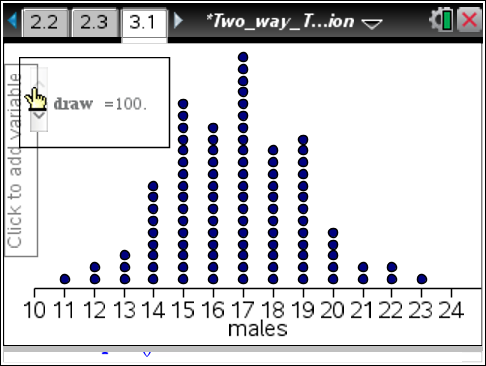 2.2 2.3 3.1 *Two_way_T...ion
draw =100.
Click to add variable
10 11 12 13 14 15 16 17 18 19 20 21 22 23 24
males